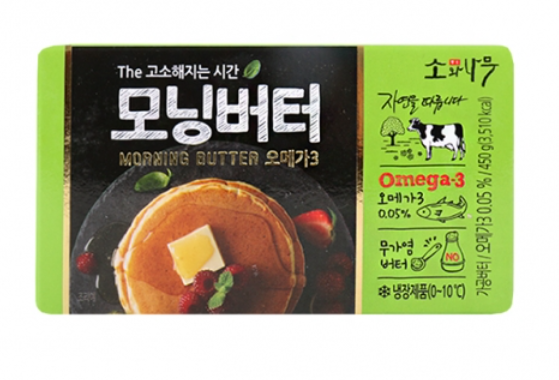 The 고소해지는 시간
모닝버터
MORNING BUTTER 오메가3
소와나무
자연을 따릅니다
Omega-3
오메가3
0.05%
무가염
버터
NO
냉장제품(0~10℃)
가공버터 / 오메가3 0.05 % / 450 g (3,510 kcal)